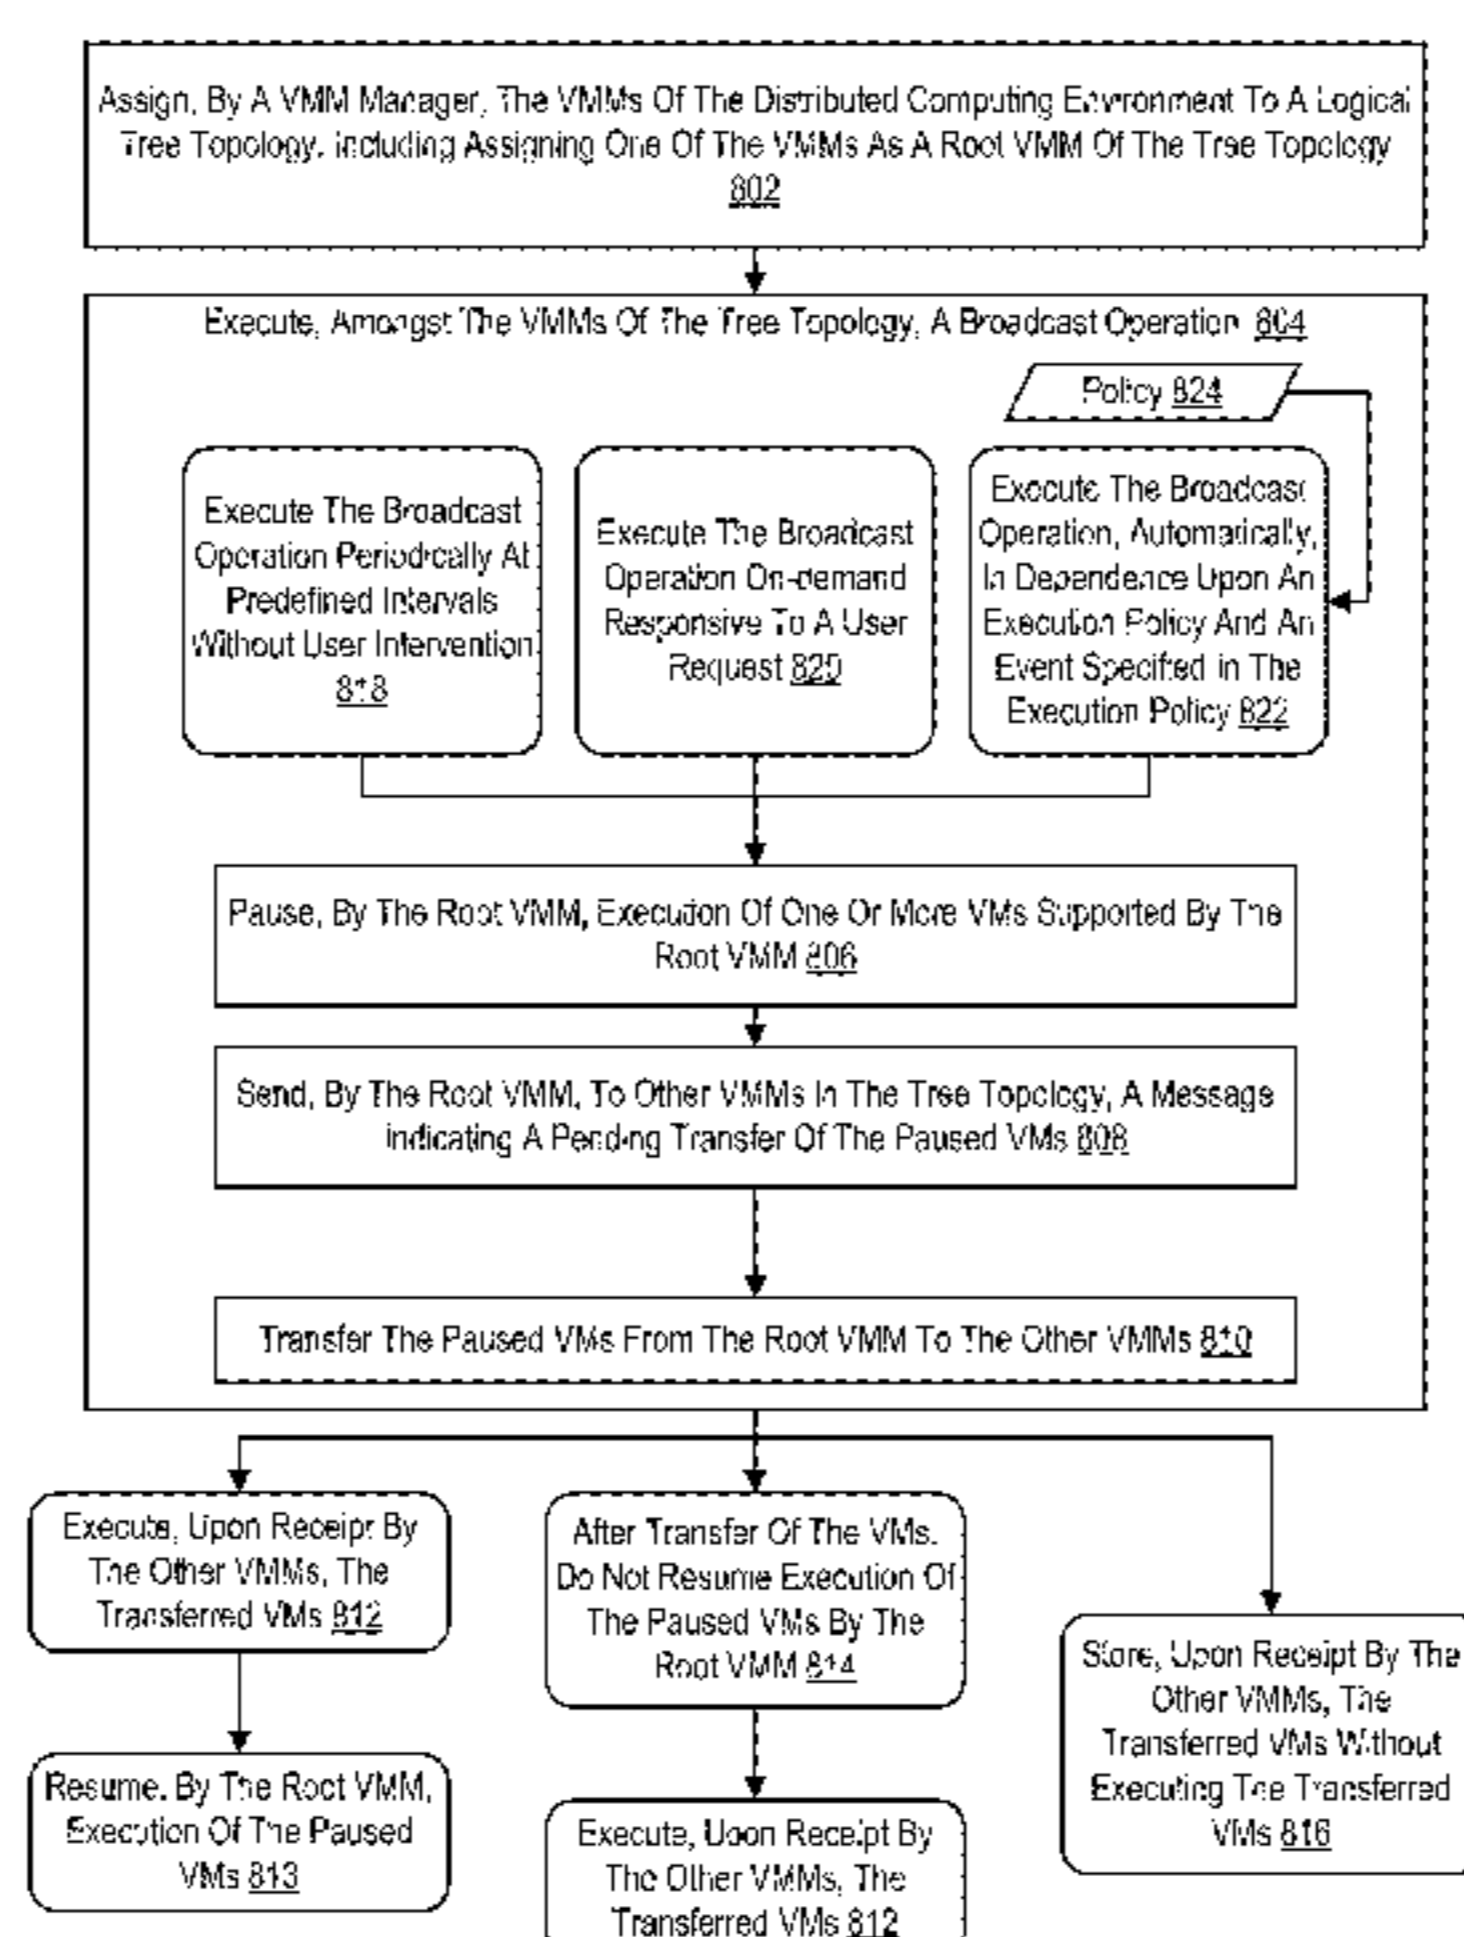 Assign, By A VMM Manager, The VMMs Of The Distributed Computing Environment To A Logical
Tree Topology, Including Assigning One Of The VMMs As A Root VMM Of The Tree Topology
802
Execute, Amongst The VMMs Of The Tree Topology, A Broadcast Operation 804
Policy 824
Execute The Broadcast
Operation Periodically At
Predefined Intervals
Without User Intervention
818
Execute The Broadcast
Operation On-demand
Responsive To A User
Request 820
Execute The Broadcast
Operation, Automatically,
In Dependence Upon An
Execution Policy And An
Event Specified In The
Execution Policy 822
Pause, By The Root VMM, Execution Of One Or More VMs Supported By The
Root VMM 806
Send, By The Root VMM, To Other VMMs In The Tree Topology, A Message
Indicating A Pending Transfer Of The Paused VMs 808
Transfer The Paused VMs From The Root VMM To The Other VMMs 810
Execute, Upon Receipt By
The Other VMMs, The
Transferred VMs 812
Resume, By The Root VMM,
Execution Of The Paused
VMs 813
After Transfer Of The VMs,
Do Not Resume Execution Of
The Paused VMs By The
Root VMM 814
Execute, Upon Receipt By
The Other VMMs, The
Transferred VMs 812
Store, Upon Receipt By The
Other VMMs, The
Transferred VMs Without
Executing The Transferred
VMs 816